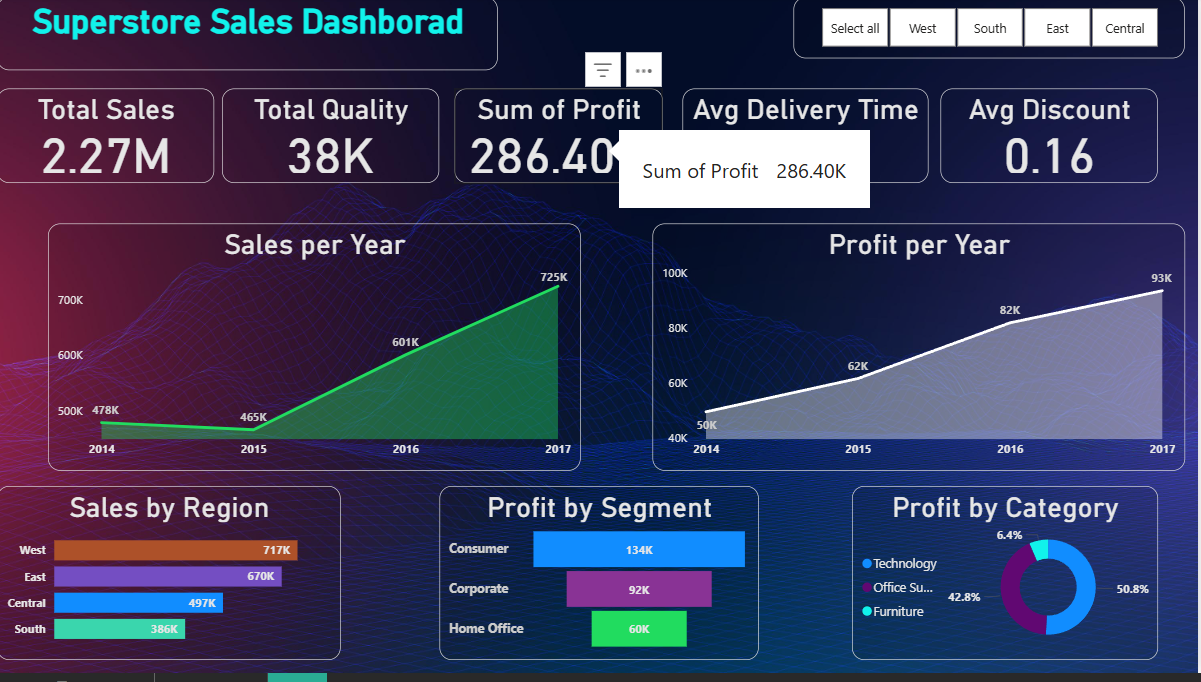 Superstore Sales Dashborad
Select all West South East Central
Total Sales
2.27M
Total Quality
38K
Sum of Profit
286.40
Sum of Profit 286.40K
Avg Delivery Time
Avg Discount
0.16
Sales per Year
700K
600K
500K
478K
465K
601K
725K
2014 2015 2016 2017
Profit per Year
100K
80K
60K
40K
50K
62K
82K
93K
2014 2015 2016 2017
Sales by Region
West 717K
East 670K
Central 497K
South 386K
Profit by Segment
Consumer 134K
Corporate 92K
Home Office 60K
Profit by Category
Technology
Office Su...
Furniture
6.4%
42.8%
50.8%